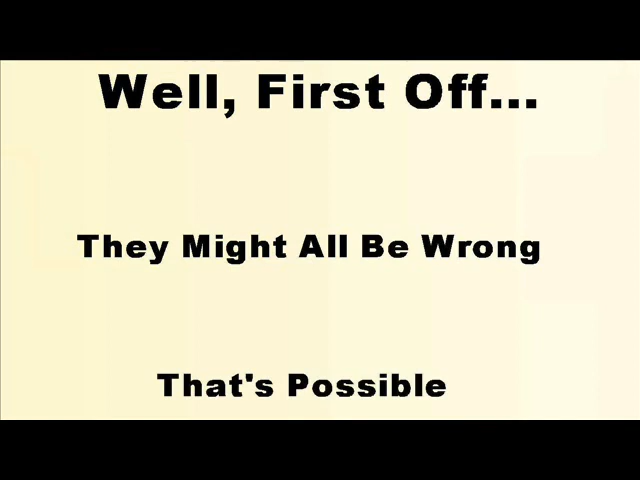 Well, First Off...
They Might All Be Wrong
That's Possible